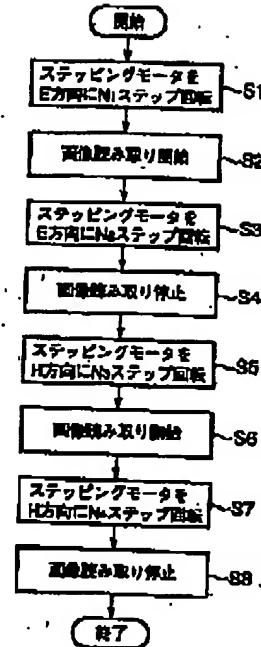 開始
ステッピングモータを
E方向にN1ステップ回転
S1
画像読み取り開始
S2
ステッピングモータを
E方向にN2ステップ回転
S3
画像読み取り停止
S4
ステッピングモータを
H方向にN3ステップ回転
S5
画像読み取り開始
S6
ステッピングモータを
H方向にN4ステップ回転
S7
画像読み取り停止
S8
終了